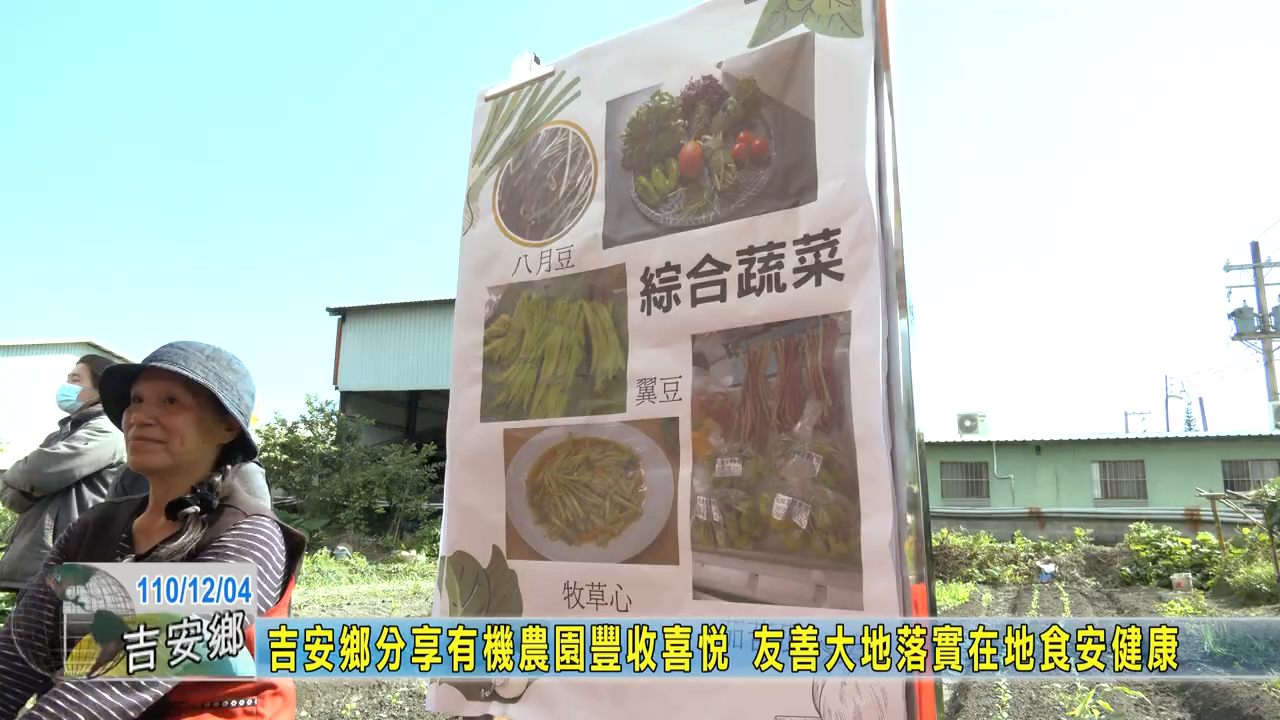 八月豆
綜合蔬菜
翼豆
牧草心
110/12/04
吉安鄉
吉安鄉分享有機農園豐收喜悅 友善大地落實在地食安健康